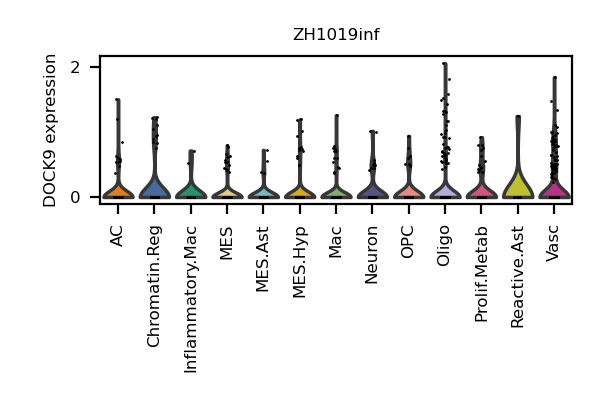 ZH1019inf
DOCK9 expression
2
0
AC
Chromatin.Reg
Inflammatory.Mac
MES
MES.Ast
MES.Hyp
Mac
Neuron
OPC
Oligo
Prolif.Metab
Reactive.Ast
Vasc